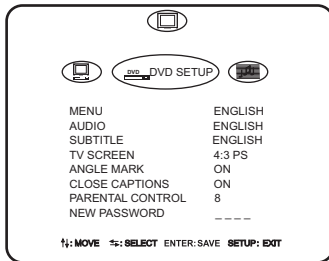 DVD DVD SETUP
MENU ENGLISH
AUDIO ENGLISH
SUBTITLE ENGLISH
TV SCREEN 4:3 PS
ANGLE MARK ON
CLOSE CAPTIONS ON
PARENTAL CONTROL 8
NEW PASSWORD _ _ _ _
: MOVE : SELECT ENTER: SAVE SETUP: EXIT